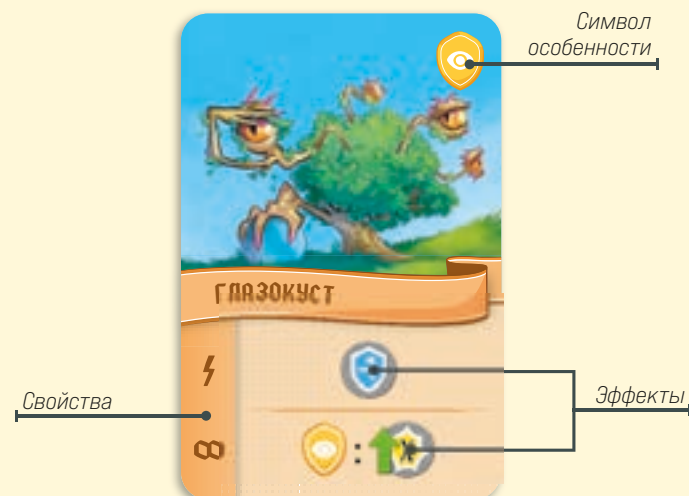 Символ
особенности
ГЛАЗОКУСТ
Свойства
Эффекты
: